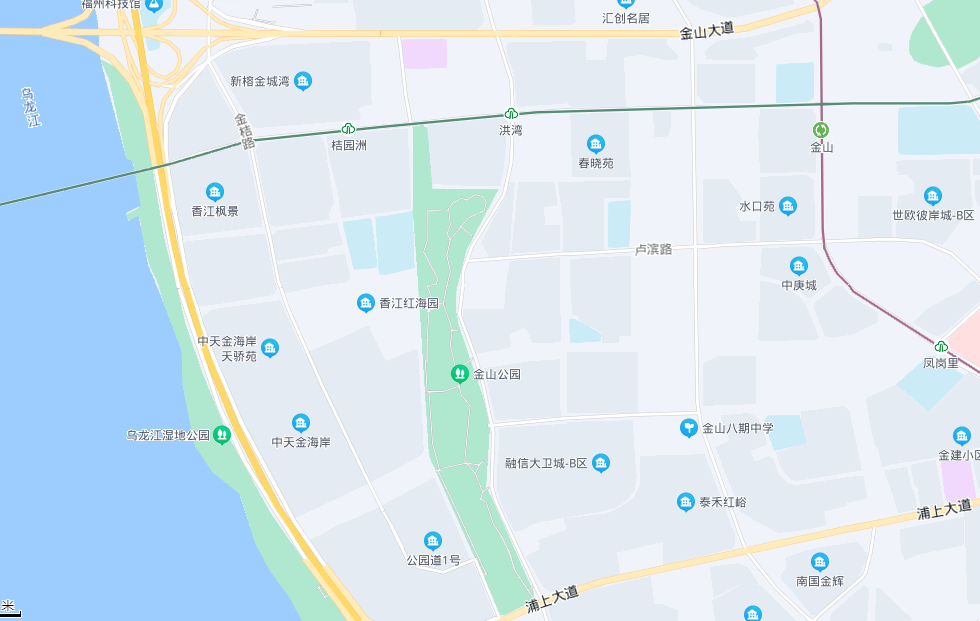 福州科技馆
汇创名居
金山大道
新榕金城湾
乌龙江
金桔路
桔园洲
洪湾
金山
春晓苑
香江枫景
水口苑
世欧彼岸城-B区
卢滨路
中庚城
香江红海园
中天金海岸
天骄苑
凤岗里
金山公园
乌龙江湿地公园
中天金海岸
金山八期中学
融信大卫城-B区
金建小区
泰禾红峪
浦上大道
公园道1号
南国金辉
浦上大道
米